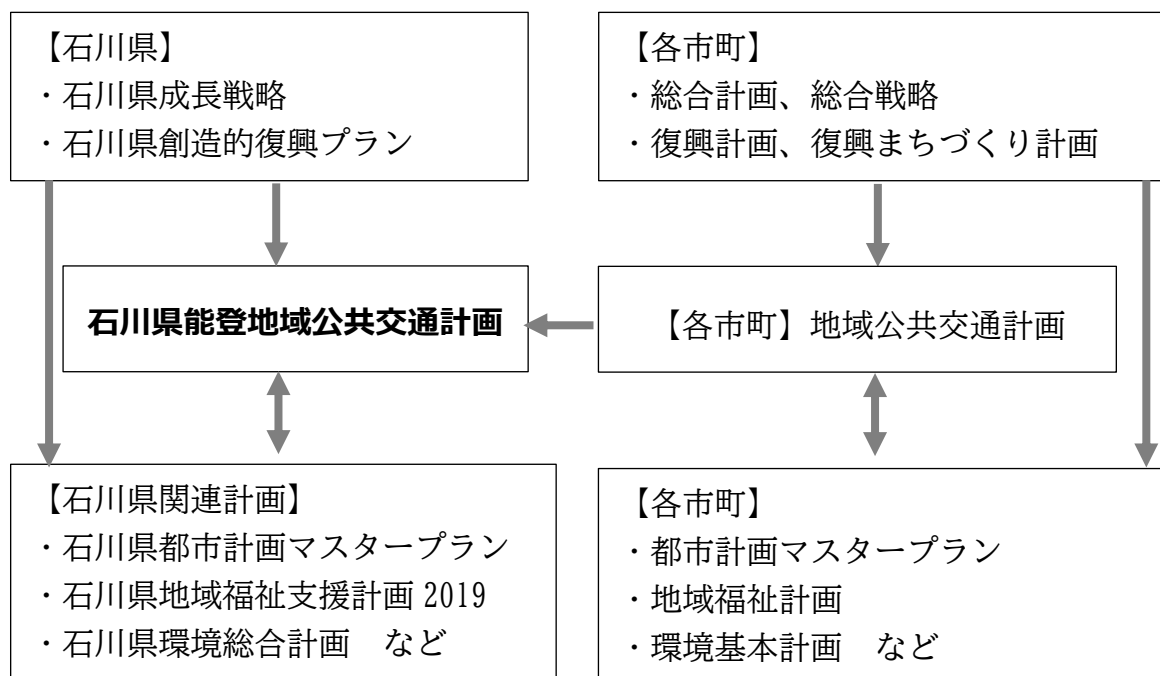 【石川県】
・石川県成長戦略
・石川県創造的復興プラン
【各市町】
・総合計画、総合戦略
・復興計画、復興まちづくり計画
石川県能登地域公共交通計画
【各市町】地域公共交通計画
【石川県関連計画】
・石川県都市計画マスタープラン
・石川県地域福祉支援計画 2019
・石川県環境総合計画　など
【各市町】
・都市計画マスタープラン
・地域福祉計画
・環境基本計画　など